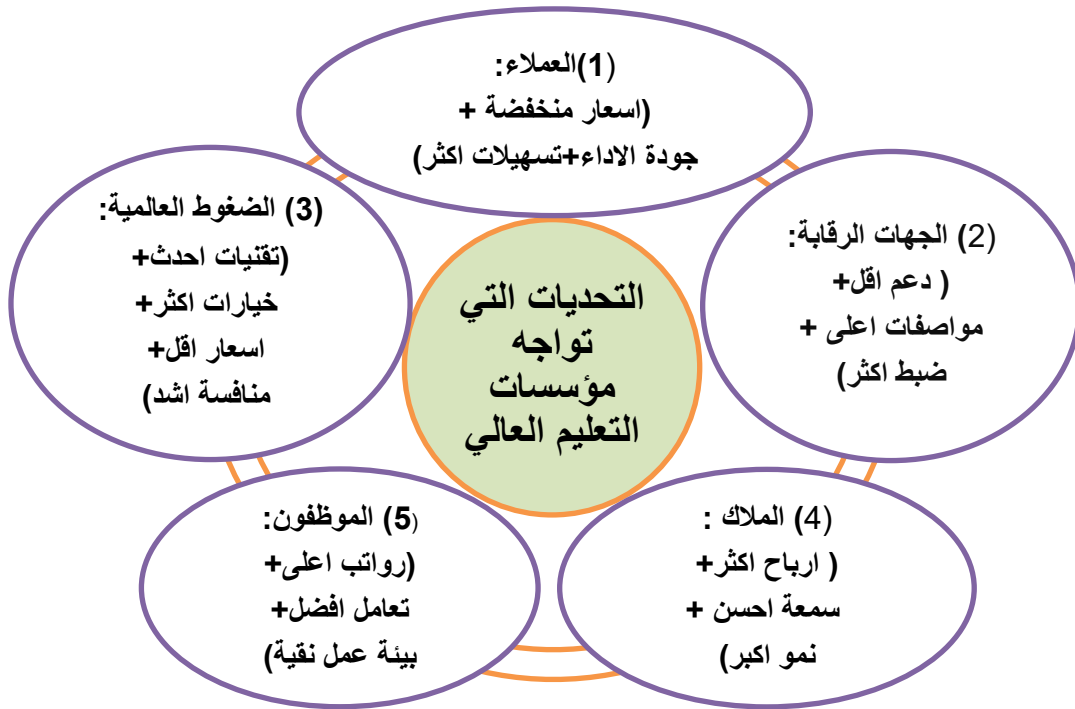 (1)العملاء:
(اسعار منخفضة +
جودة الاداء+تسهيلات اكثر)
(2) الجهات الرقابة:
( دعم اقل+
مواصفات اعلى +
ضبط اكثر)
(3) الضغوط العالمية:
(تقنيات احدث+
خيارات اكثر+
اسعار اقل+
منافسة اشد)
التحديات التي
تواجه
مؤسسات
التعليم العالي
(4) الملاك :
( ارباح اكثر+
سمعة احسن +
نمو اكبر)
(5) الموظفون:
(رواتب اعلى+
تعامل افضل+
بيئة عمل نقية)